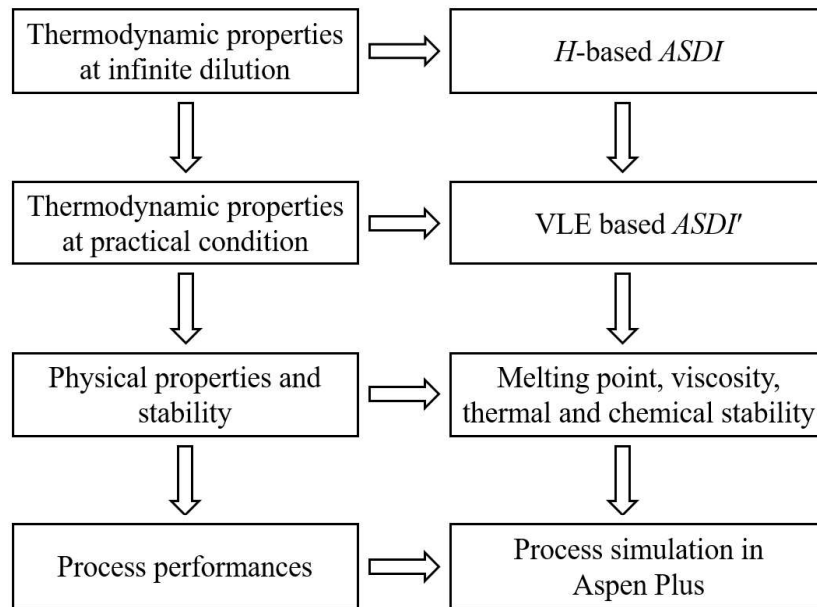 Thermodynamic properties
at infinite dilution
H-based ASDI
Thermodynamic properties
at practical condition
VLE based ASDI'
Physical properties and
stability
Melting point, viscosity,
thermal and chemical stability
Process performances
Process simulation in
Aspen Plus